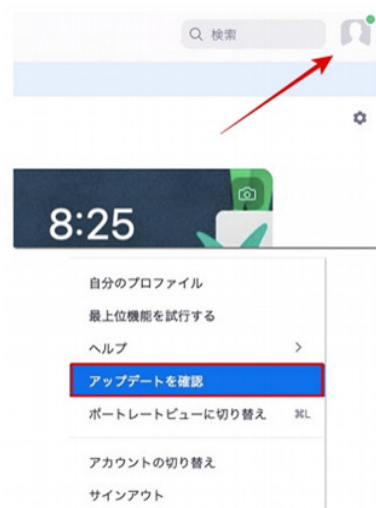 検索
8:25
自分のプロファイル
最上位機能を試行する
ヘルプ
アップデートを確認
ポートレートビューに切り替え ⌘L
アカウントの切り替え
サインアウト